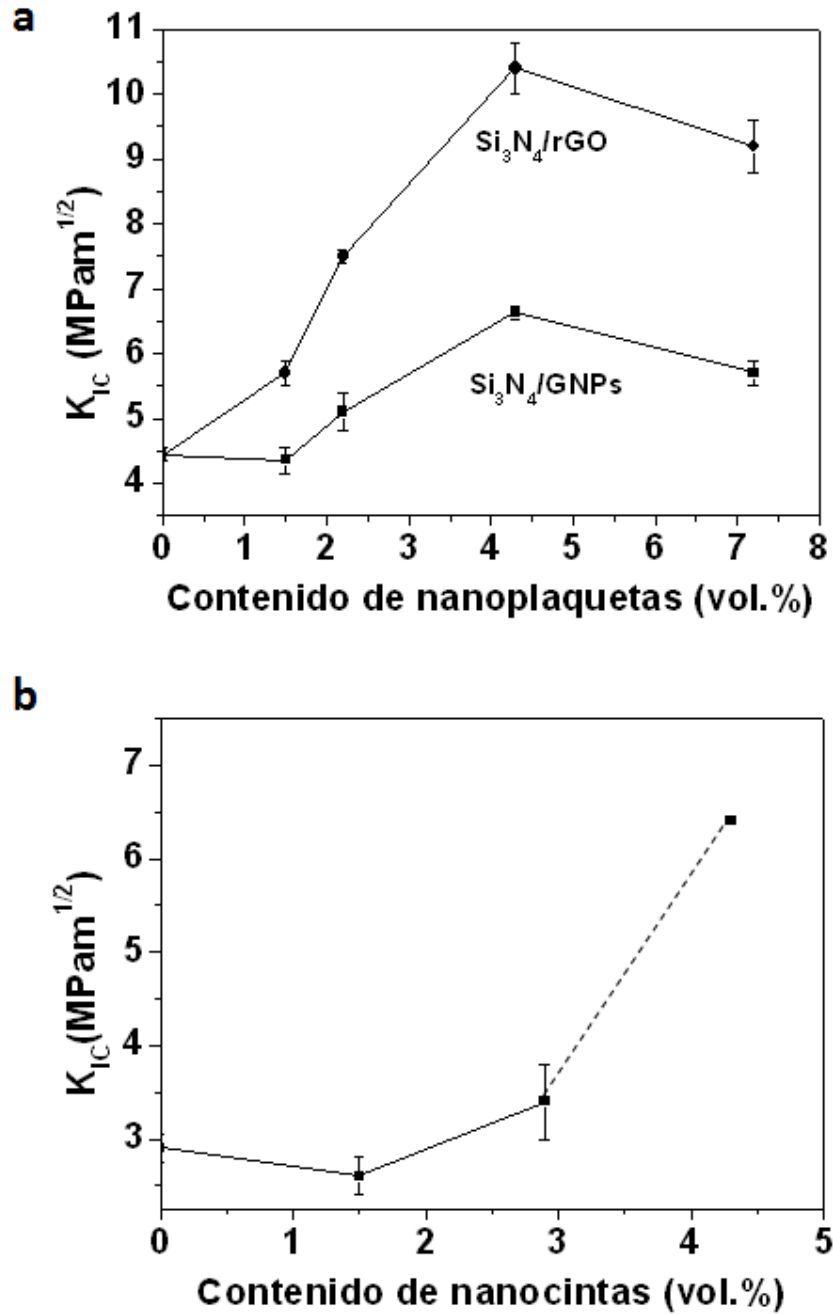 a
11
10
9
8
7
6
5
4
K_IC (MPam^1/2)
Si₃N₄/rGO
Si₃N₄/GNPs
0 1 2 3 4 5 6 7 8
Contenido de nanoplaquetas (vol.%)
b
7
6
5
4
3
K_IC(MPam^1/2)
0 1 2 3 4 5
Contenido de nanocintas (vol.%)